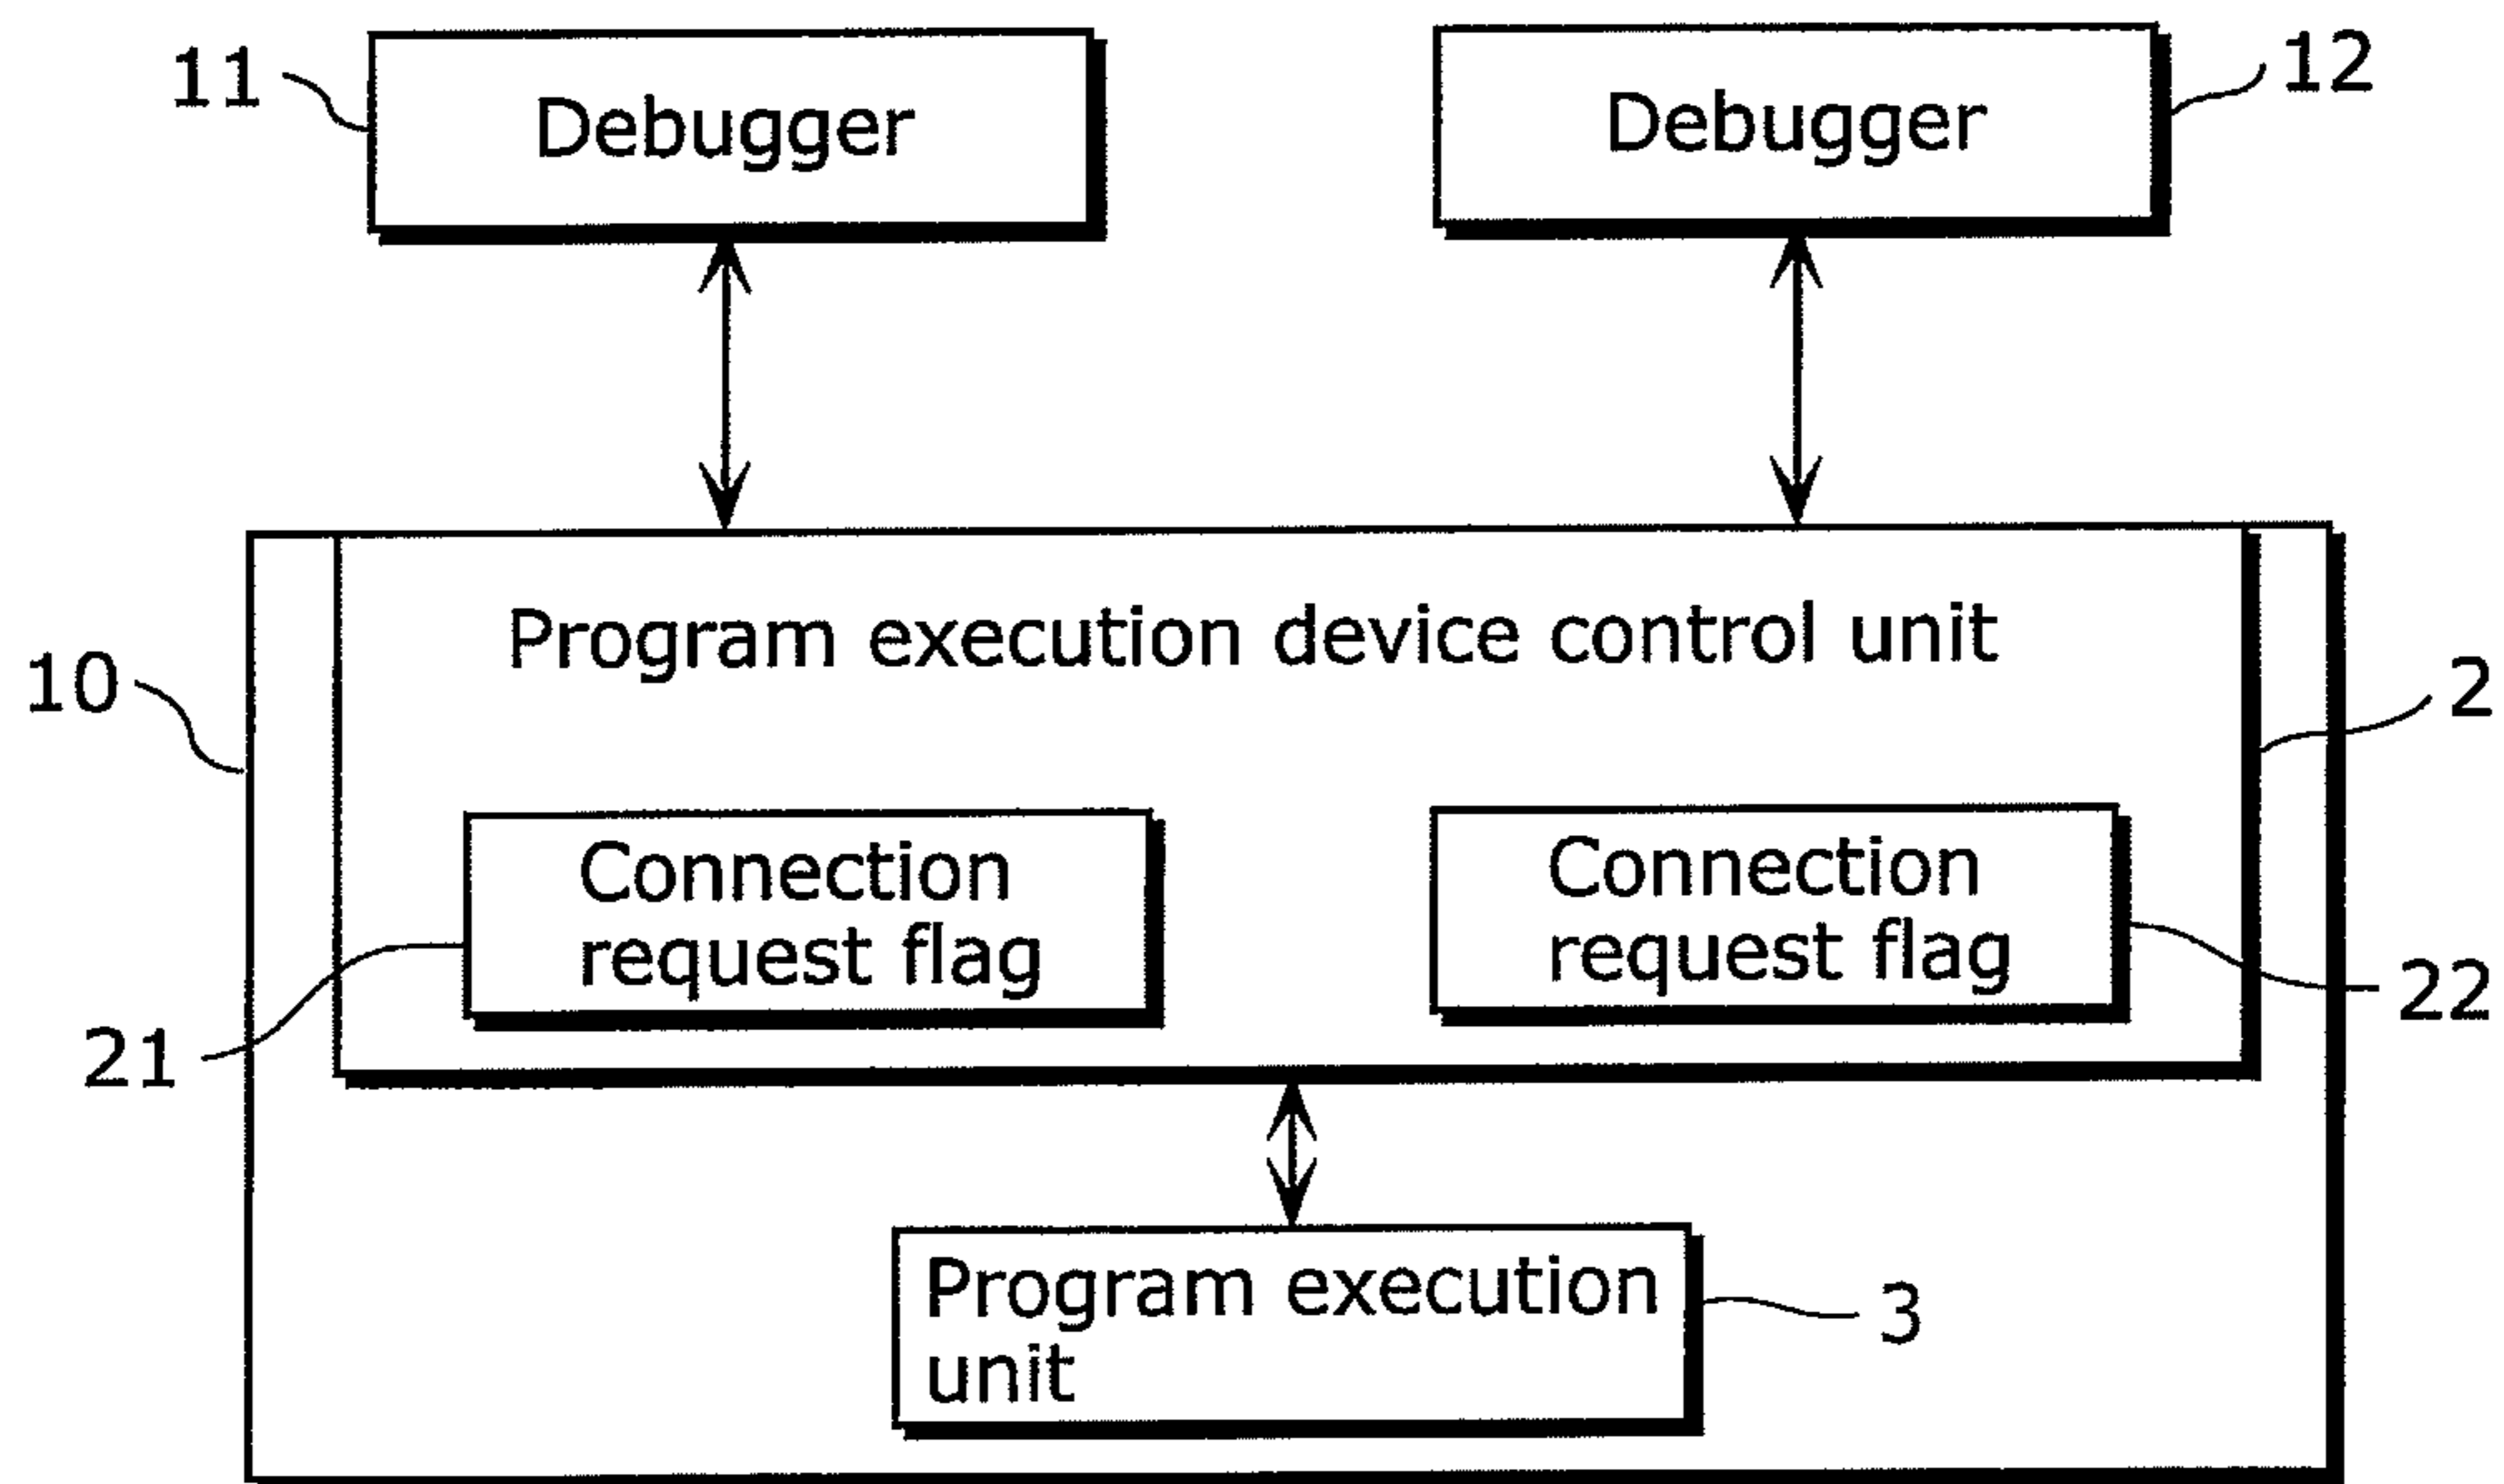 11
Debugger
Debugger
12
Program execution device control unit
10
2
Connection
request flag
Connection
request flag
21
22
Program execution
unit
3